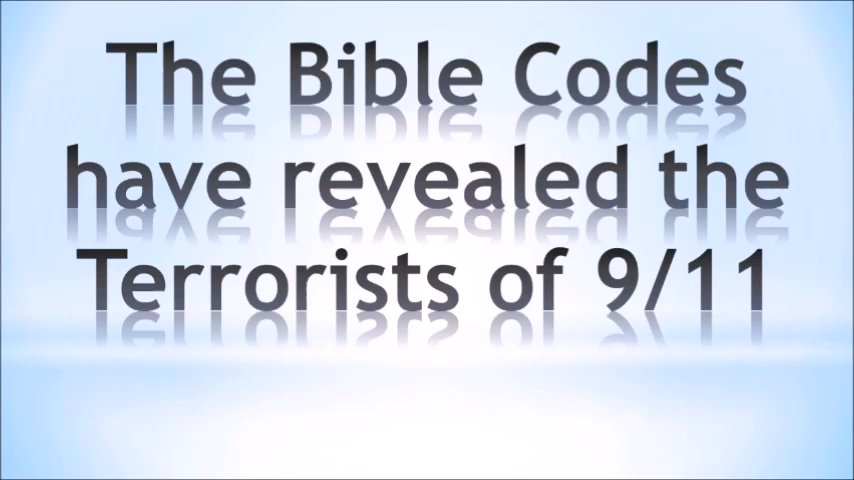 The Bible Codes
have revealed the
Terrorists of 9/11